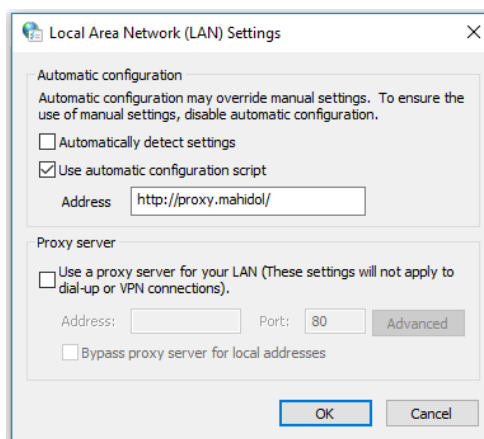 Local Area Network (LAN) Settings
Automatic configuration
Automatic configuration may override manual settings. To ensure the
use of manual settings, disable automatic configuration.
Automatically detect settings
Use automatic configuration script
Address http://proxy.mahidol/
Proxy server
Use a proxy server for your LAN (These settings will not apply to
dial-up or VPN connections).
Address: Port: 80 Advanced
Bypass proxy server for local addresses
OK Cancel